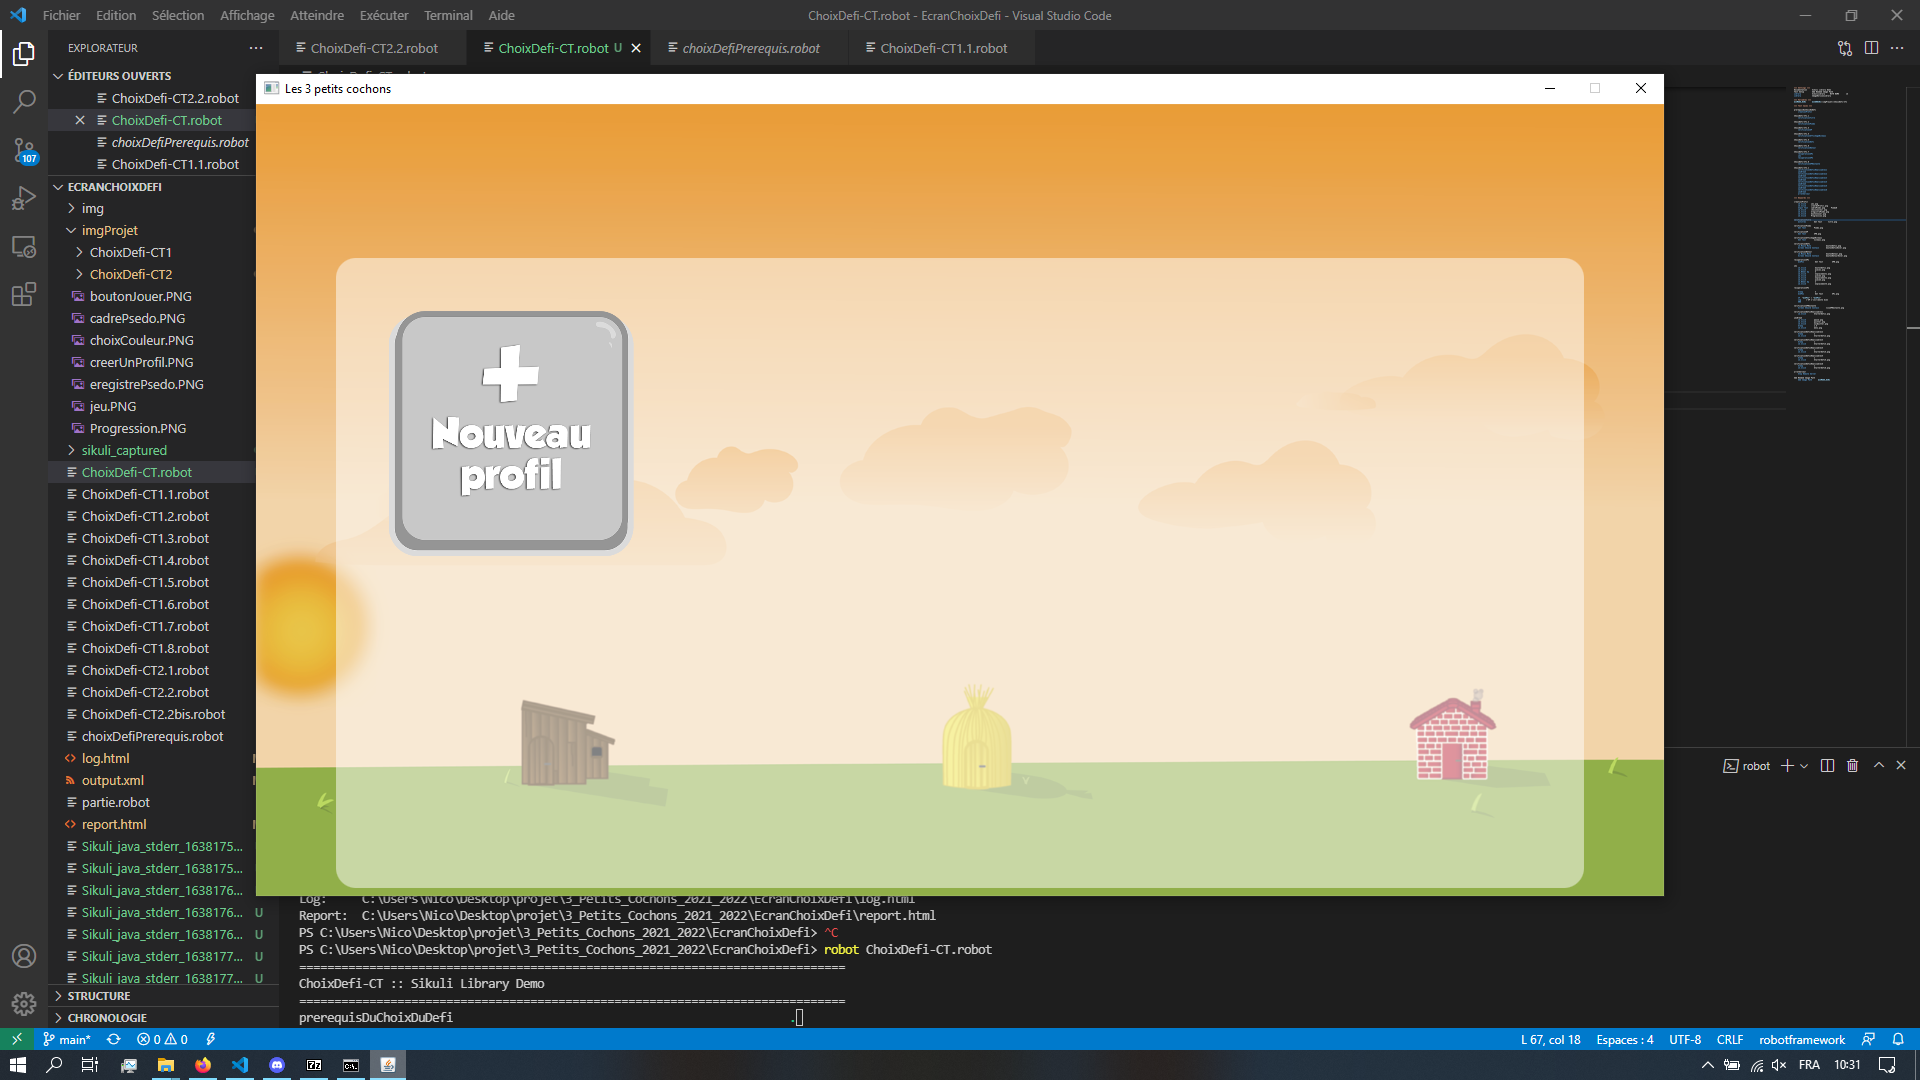 Fichier Edition Sélection Affichage Atteindre Exécuter Terminal Aide
ChoixDefi-CT.robot - EcranChoixDefi - Visual Studio Code
EXPLORATEUR
ChoixDefi-CT2.2.robot
ChoixDefi-CT.robot U
choixDefiPrerequis.robot
ChoixDefi-CT1.1.robot
ÉDITEURS OUVERTS
ChoixDefi-CT2.2.robot
ChoixDefi-CT.robot
choixDefiPrerequis.robot
ChoixDefi-CT1.1.robot
107
ECRANCHOIXDEFI
img
imgProjet
ChoixDefi-CT1
ChoixDefi-CT2
boutonJouer.PNG
cadrePsedo.PNG
choixCouleur.PNG
creerUnProfil.PNG
eregistrePsedo.PNG
jeu.PNG
Progression.PNG
sikuli_captured
ChoixDefi-CT.robot
ChoixDefi-CT1.1.robot
ChoixDefi-CT1.2.robot
ChoixDefi-CT1.3.robot
ChoixDefi-CT1.4.robot
ChoixDefi-CT1.5.robot
ChoixDefi-CT1.6.robot
ChoixDefi-CT1.7.robot
ChoixDefi-CT1.8.robot
ChoixDefi-CT2.1.robot
ChoixDefi-CT2.2.robot
ChoixDefi-CT2.2bis.robot
choixDefiPrerequis.robot
log.html
output.xml
partie.robot
report.html
Sikuli_java_stderr_1638175...
Sikuli_java_stderr_1638175...
Sikuli_java_stderr_1638176...
Sikuli_java_stderr_1638176... U
Sikuli_java_stderr_1638176... U
Sikuli_java_stderr_1638177... U
Sikuli_java_stderr_1638177... U
STRUCTURE
CHRONOLOGIE
Les 3 petits cochons
Nouveau
profil
robot
Log: C:\Users\Nico\Desktop\projet\3_Petits_Cochons_2021_2022\EcranChoixDefi\log.html
Report: C:\Users\Nico\Desktop\projet\3_Petits_Cochons_2021_2022\EcranChoixDefi\report.html
PS C:\Users\Nico\Desktop\projet\3_Petits_Cochons_2021_2022\EcranChoixDefi> ^C
PS C:\Users\Nico\Desktop\projet\3_Petits_Cochons_2021_2022\EcranChoixDefi> robot ChoixDefi-CT.robot
==============================================================================
ChoixDefi-CT :: Sikuli Library Demo
==============================================================================
prerequisDuChoixDuDefi .
main* 0 0
L 67, col 18 Espaces : 4 UTF-8 CRLF robotframework
FRA 10:31